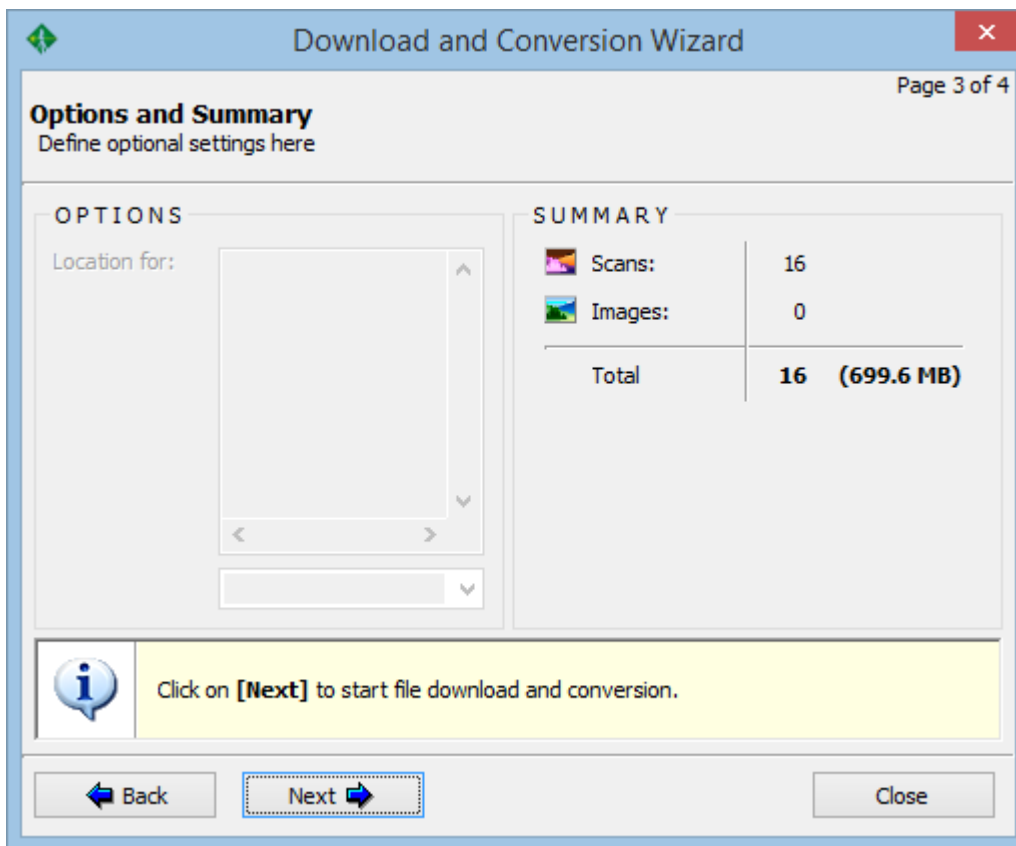 Download and Conversion Wizard
Page 3 of 4
Options and Summary
Define optional settings here
OPTIONS
Location for:
SUMMARY
Scans: 16
Images: 0
Total 16 (699.6 MB)
Click on [Next] to start file download and conversion.
Back Next Close